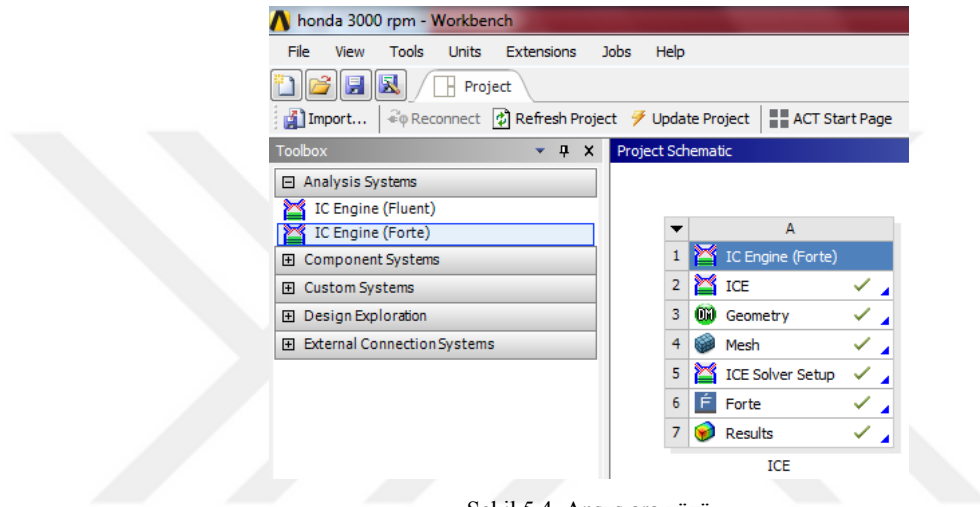 honda 3000 rpm - Workbench
File View Tools Units Extensions Jobs Help
Project
Import... Reconnect Refresh Project Update Project ACT Start Page
Toolbox
Project Schematic
Analysis Systems
IC Engine (Fluent)
IC Engine (Forte)
Component Systems
Custom Systems
Design Exploration
External Connection Systems
A
1 IC Engine (Forte)
2 ICE
3 DM Geometry
4 Mesh
5 ICE Solver Setup
6 Forte
7 Results
ICE